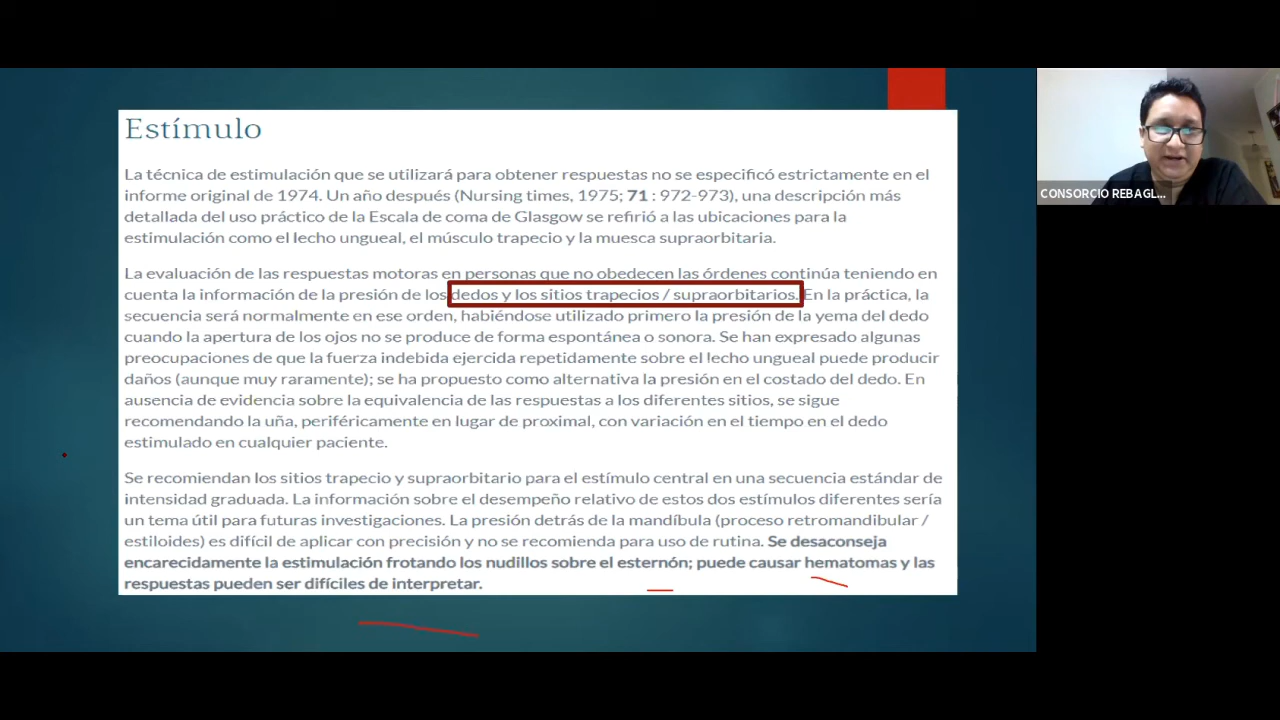 Estímulo
La técnica de estimulación que se utilizará para obtener respuestas no se especificó estrictamente en el
informe original de 1974. Un año después (Nursing times, 1975; 71 : 972-973), una descripción más
detallada del uso práctico de la Escala de coma de Glasgow se refirió a las ubicaciones para la
estimulación como el lecho ungueal, el músculo trapecio y la muesca supraorbitaria.
La evaluación de las respuestas motoras en personas que no obedecen las órdenes continúa teniendo en
cuenta la información de la presión de los dedos y los sitios trapecios / supraorbitarios. En la práctica, la
secuencia será normalmente en ese orden, habiéndose utilizado primero la presión de la yema del dedo
cuando la apertura de los ojos no se produce de forma espontánea o sonora. Se han expresado algunas
preocupaciones de que la fuerza indebida ejercida repetidamente sobre el lecho ungueal puede producir
daños (aunque muy raramente); se ha propuesto como alternativa la presión en el costado del dedo. En
ausencia de evidencia sobre la equivalencia de las respuestas a los diferentes sitios, se sigue
recomendando la uña, periféricamente en lugar de proximal, con variación en el tiempo en el dedo
estimulado en cualquier paciente.
Se recomiendan los sitios trapecio y supraorbitario para el estímulo central en una secuencia estándar de
intensidad graduada. La información sobre el desempeño relativo de estos dos estímulos diferentes sería
un tema útil para futuras investigaciones. La presión detrás de la mandíbula (proceso retromandibular /
estiloides) es difícil de aplicar con precisión y no se recomienda para uso de rutina. Se desaconseja
encarecidamente la estimulación frotando los nudillos sobre el esternón; puede causar hematomas y las
respuestas pueden ser difíciles de interpretar.
CONSORCIO REBAGL...